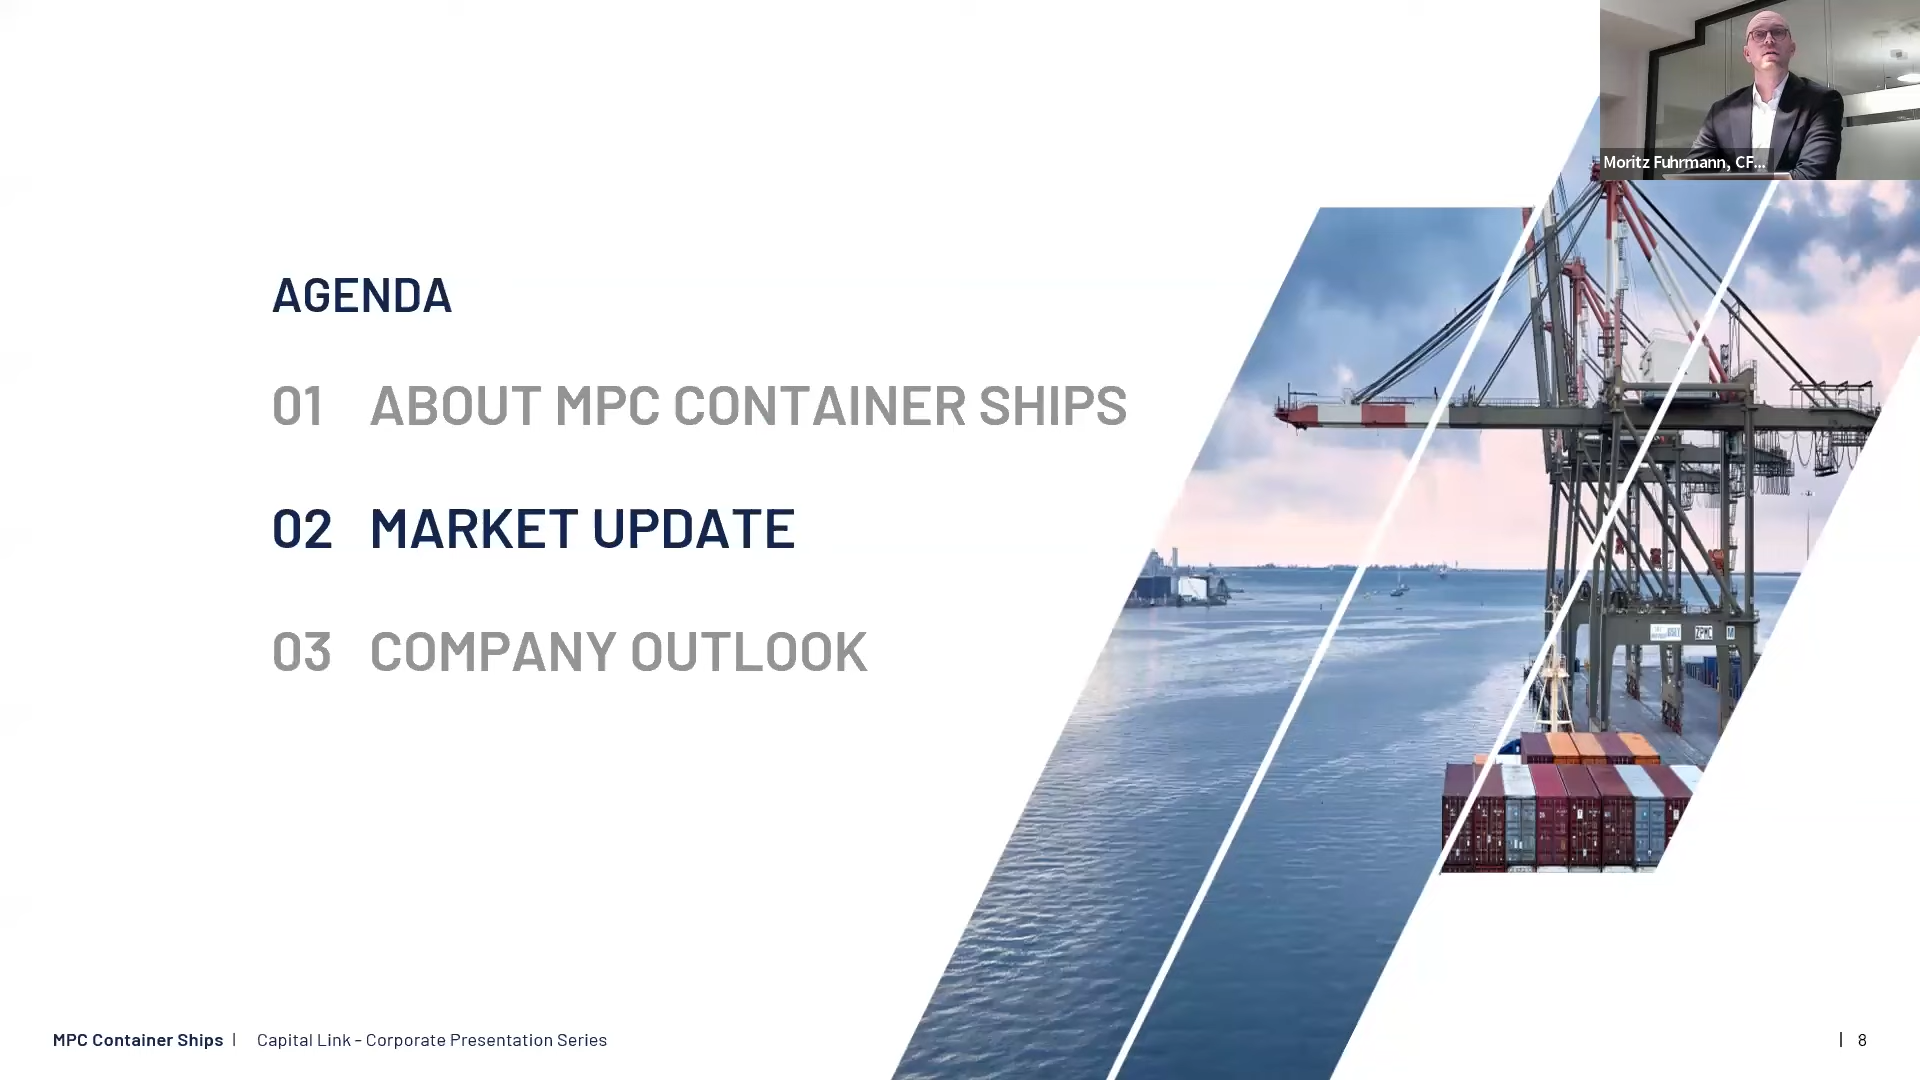 Moritz Fuhrmann, CF...
AGENDA
01 ABOUT MPC CONTAINER SHIPS
02 MARKET UPDATE
03 COMPANY OUTLOOK
ZPMC
MPC Container Ships | Capital Link - Corporate Presentation Series
| 8